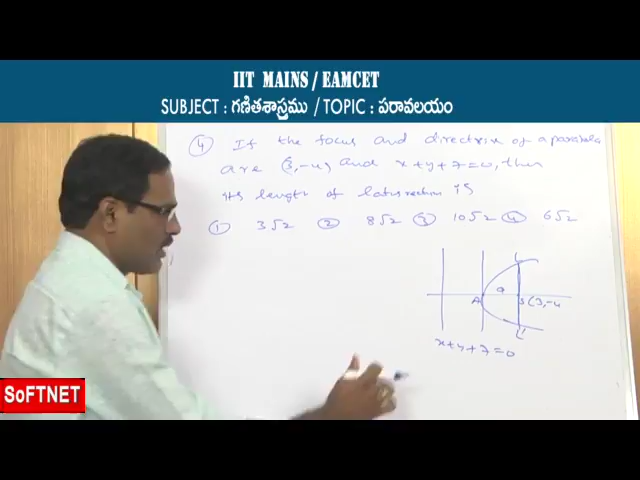 IIT MAINS / EAMCET
SUBJECT : గణితశాస్త్రము / TOPIC : పరావలయం
④ If the focus and directrix of a parabola
are (3,-4) and x+y+7=0, then
its length of latusrectum is
① 3√2 ② 8√2 ③ 10√2 ④ 6√2
L
a
A S(3,-4
L'
x+y+7=0
SoFTNET